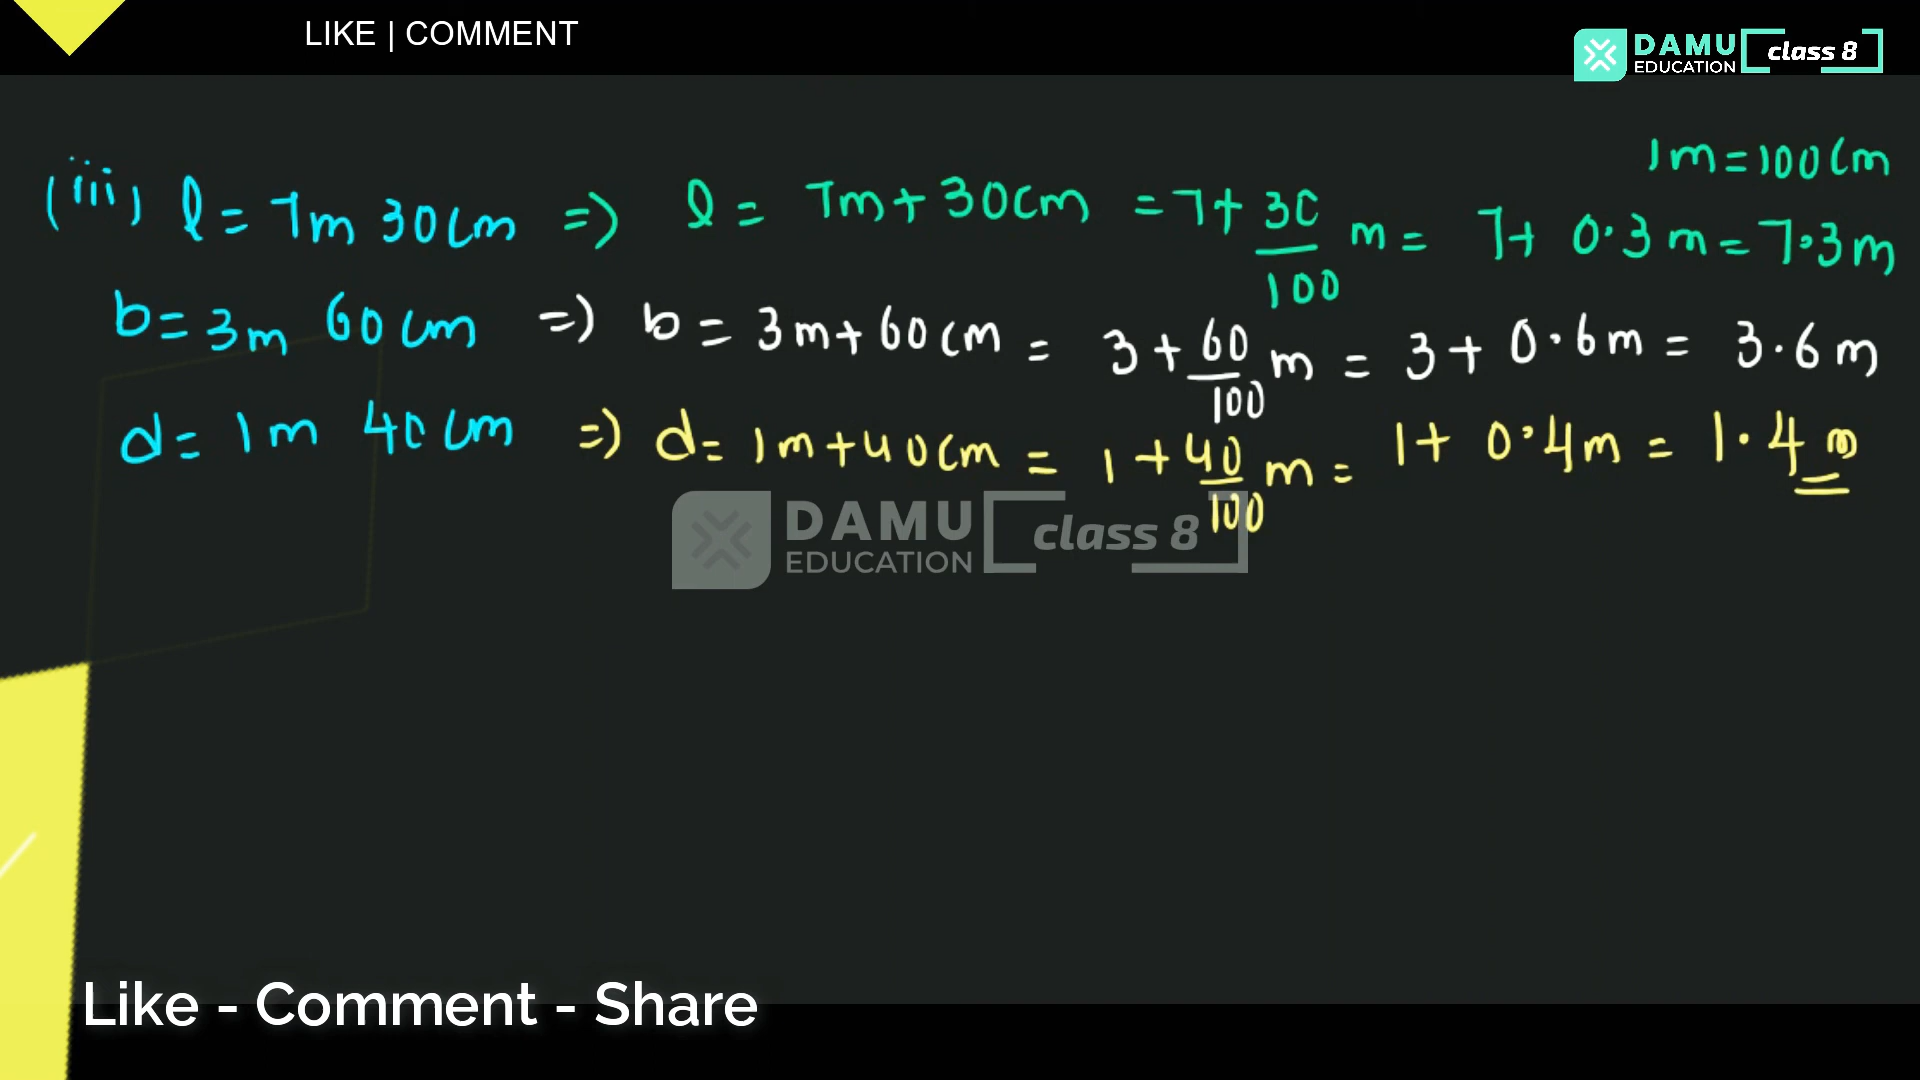 LIKE | COMMENT
DAMU EDUCATION class 8
1m = 100cm
(iii) l = 7m 30cm => l = 7m + 30cm = 7 + 30/100 m = 7 + 0.3 m = 7.3 m
b = 3m 60cm => b = 3m + 60cm = 3 + 60/100 m = 3 + 0.6m = 3.6 m
d = 1m 40cm => d = 1m + 40cm = 1 + 40/100 m = 1 + 0.4m = 1.4 m
DAMU EDUCATION class 8
Like - Comment - Share